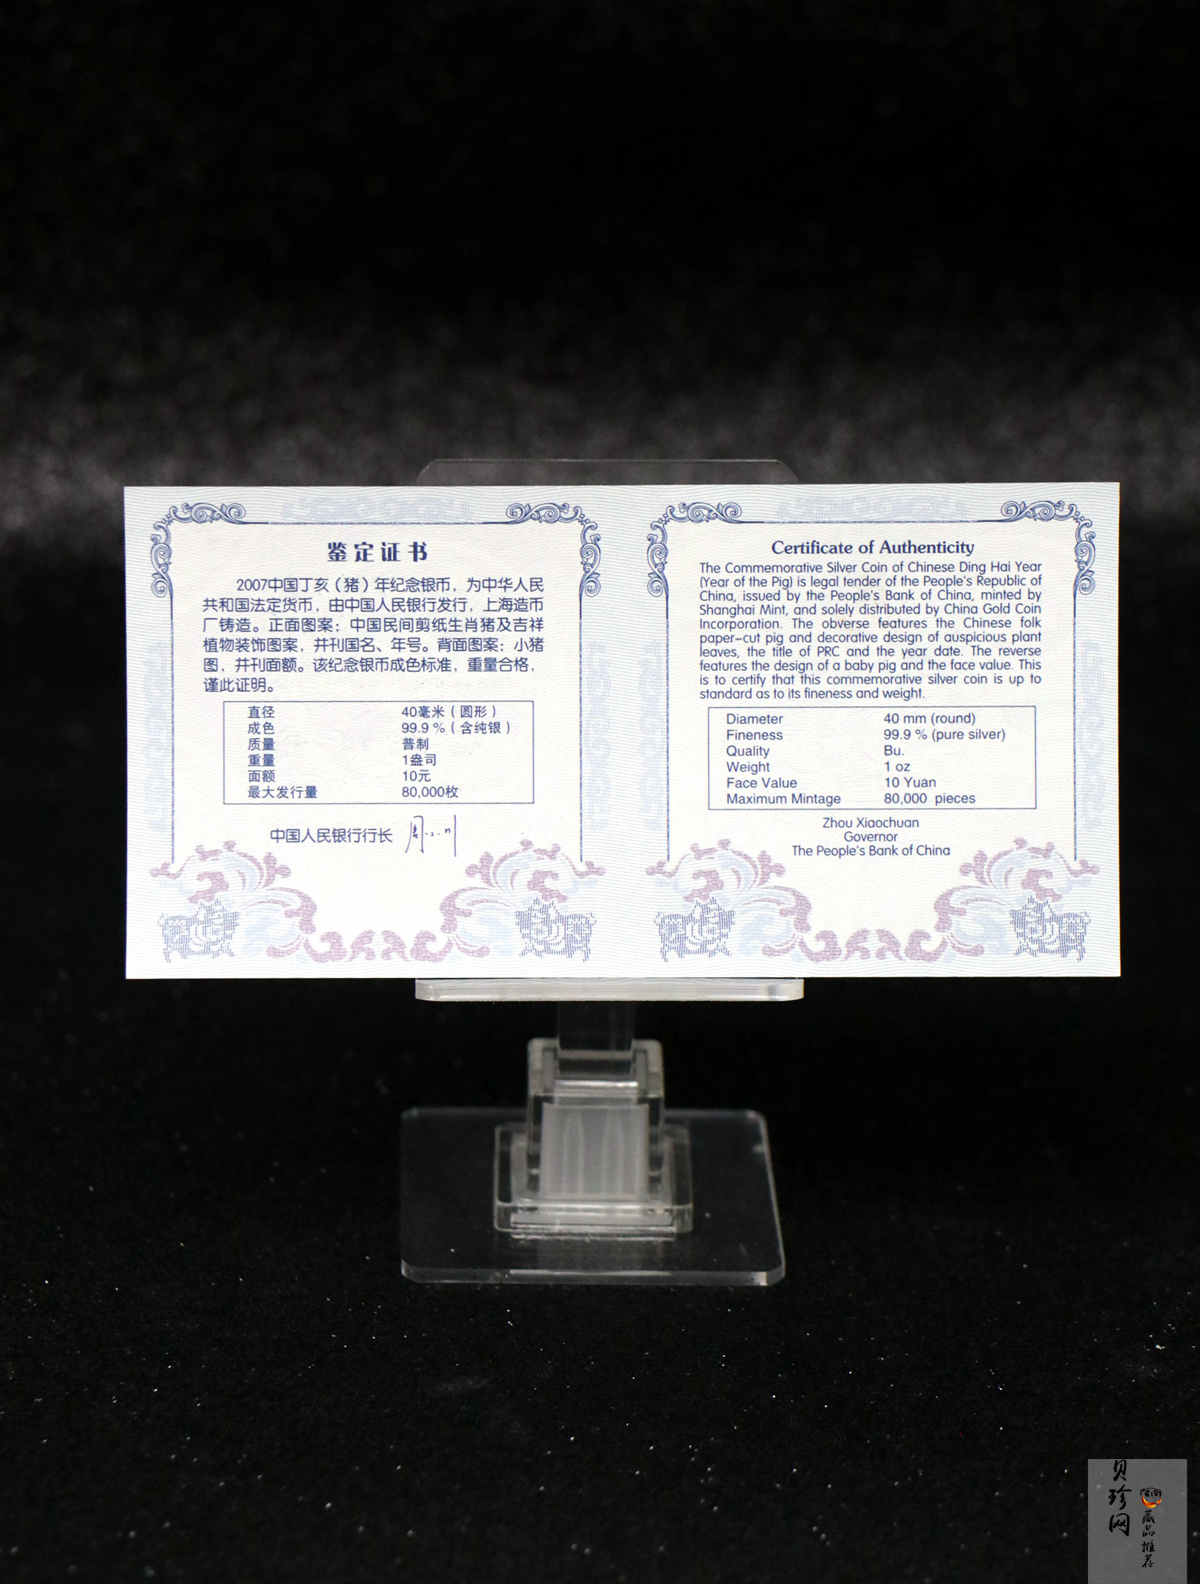 鉴定证书
2007中国丁亥（猪）年纪念银币，为中华人民
共和国法定货币，由中国人民银行发行，上海造币
厂铸造。正面图案：中国民间剪纸生肖猪及吉祥
植物装饰图案，并刊国名、年号。背面图案：小猪
图，并刊面额。该纪念银币成色标准，重量合格，
谨此证明。
直径 40毫米（圆形）
成色 99.9％（含纯银）
质量 普制
重量 1盎司
面额 10元
最大发行量 80,000枚
中国人民银行行长
Certificate of Authenticity
The Commemorative Silver Coin of Chinese Ding Hai Year
(Year of the Pig) is legal tender of the People's Republic of
China, issued by the People's Bank of China, minted by
Shanghai Mint, and solely distributed by China Gold Coin
Incorporation. The obverse features the Chinese folk
paper-cut pig and decorative design of auspicious plant
leaves, the title of PRC and the year date. The reverse
features the design of a baby pig and the face value. This
is to certify that this commemorative silver coin is up to
standard as to its fineness and weight.
Diameter 40 mm (round)
Fineness 99.9 % (pure silver)
Quality Bu.
Weight 1 oz
Face Value 10 Yuan
Maximum Mintage 80,000 pieces
Zhou Xiaochuan
Governor
The People's Bank of China
贝珍网
藏品推荐